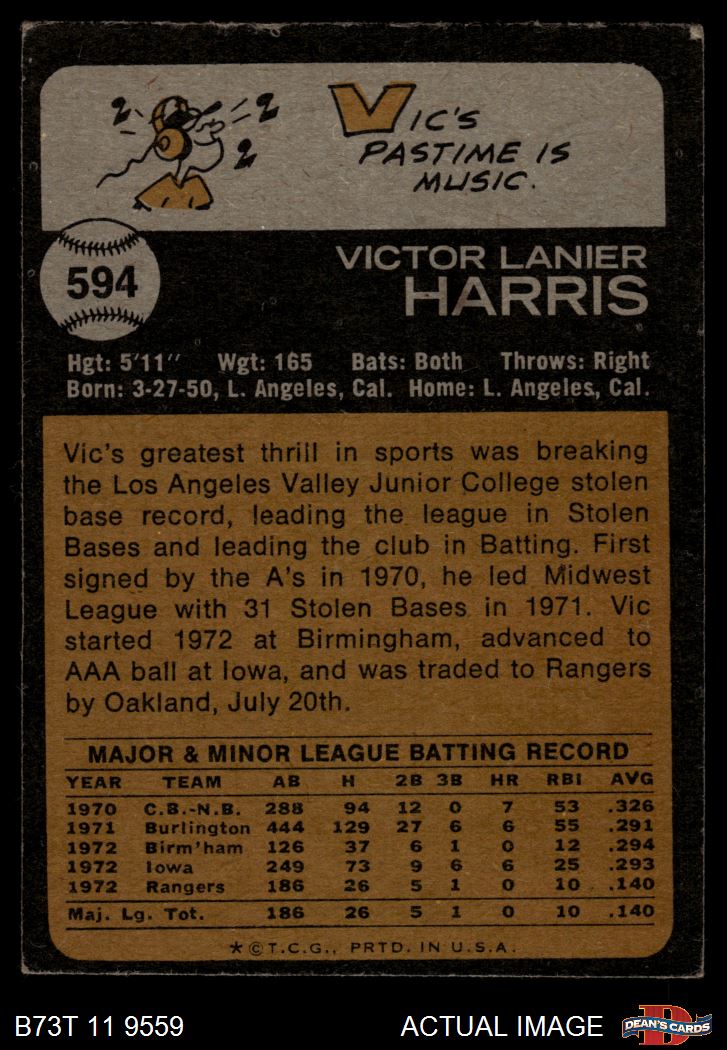 VIC'S
PASTIME IS
MUSIC.
594
VICTOR LANIER
HARRIS
Hgt: 5'11" Wgt: 165 Bats: Both Throws: Right
Born: 3-27-50, L. Angeles, Cal. Home: L. Angeles, Cal.
Vic's greatest thrill in sports was breaking
the Los Angeles Valley Junior College stolen
base record, leading the league in Stolen
Bases and leading the club in Batting. First
signed by the A's in 1970, he led Midwest
League with 31 Stolen Bases in 1971. Vic
started 1972 at Birmingham, advanced to
AAA ball at Iowa, and was traded to Rangers
by Oakland, July 20th.
MAJOR & MINOR LEAGUE BATTING RECORD
YEAR TEAM AB H 2B 3B HR RBI AVG
1970 C.B.-N.B. 288 94 12 0 7 53 .326
1971 Burlington 444 129 27 6 6 55 .291
1972 Birm'ham 126 37 6 1 0 12 .294
1972 Iowa 249 73 9 6 6 25 .293
1972 Rangers 186 26 5 1 0 10 .140
Maj. Lg. Tot. 186 26 5 1 0 10 .140
*©T.C.G., PRTD. IN U.S.A.
B73T 11 9559 ACTUAL IMAGE
D
DEAN'S CARDS